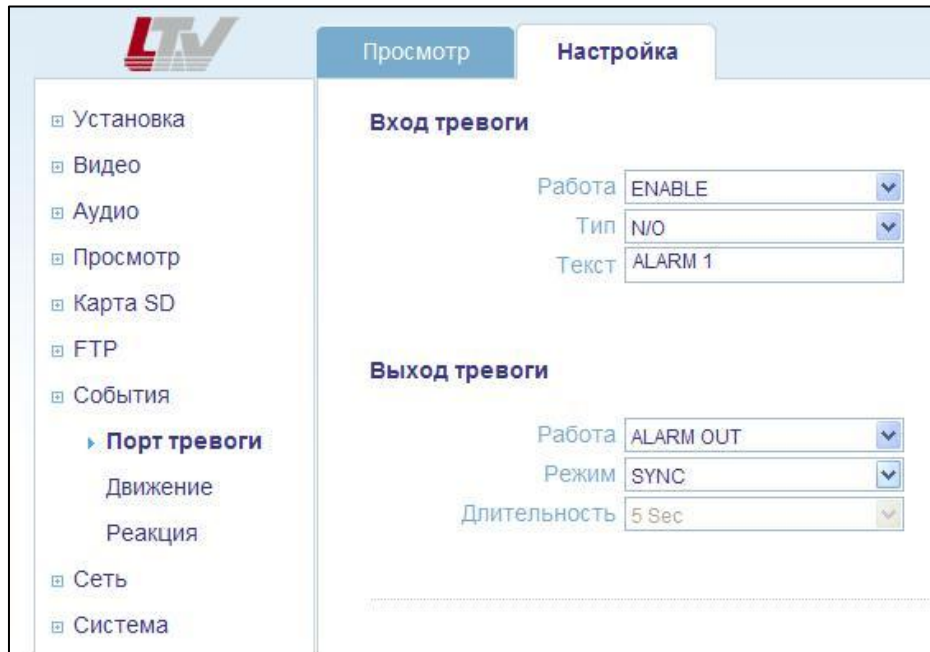 LTV
Просмотр
Настройка
Установка
Видео
Аудио
Просмотр
Карта SD
FTP
События
Порт тревоги
Движение
Реакция
Сеть
Система
Вход тревоги
Работа ENABLE
Тип N/O
Текст ALARM 1
Выход тревоги
Работа ALARM OUT
Режим SYNC
Длительность 5 Sec